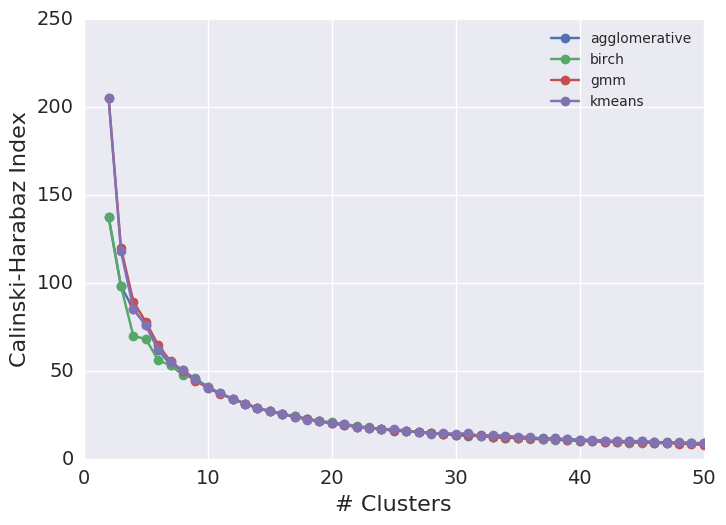 250
200
150
100
50
0
Calinski-Harabaz Index
agglomerative
birch
gmm
kmeans
0 10 20 30 40 50
# Clusters